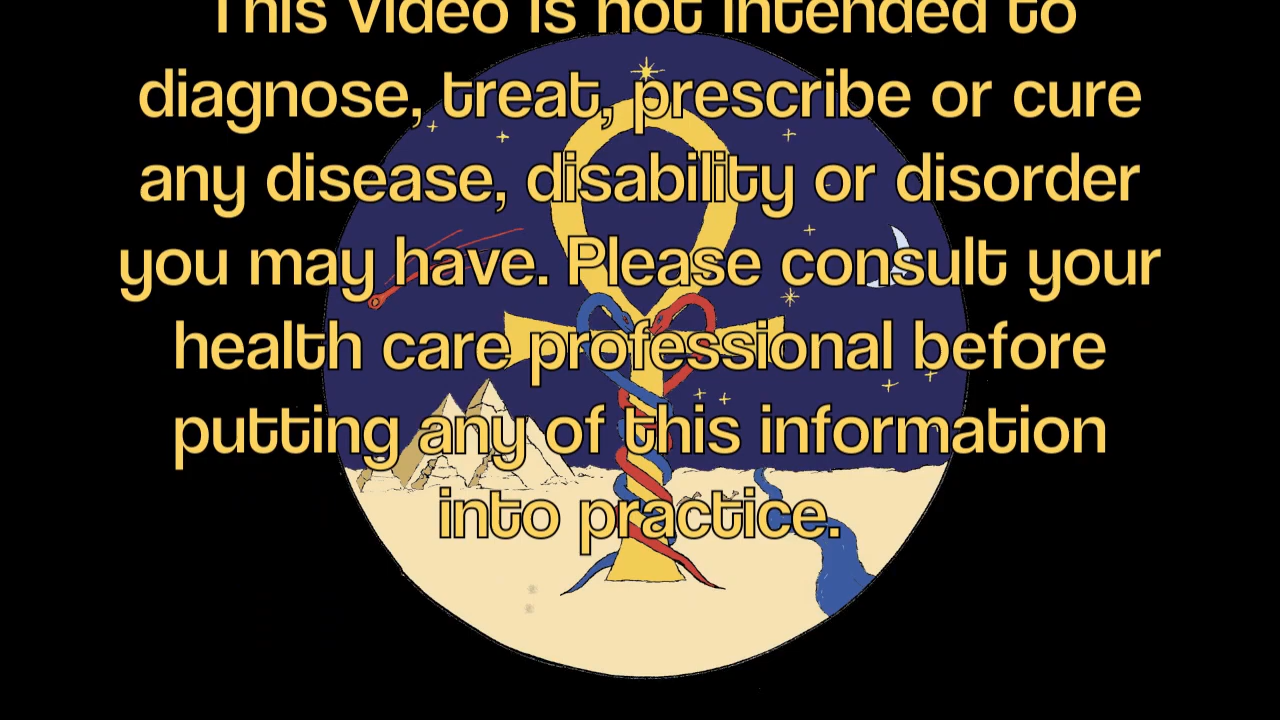 This video is not intended to
diagnose, treat, prescribe or cure
any disease, disability or disorder
you may have. Please consult your
health care professional before
putting any of this information
into practice.